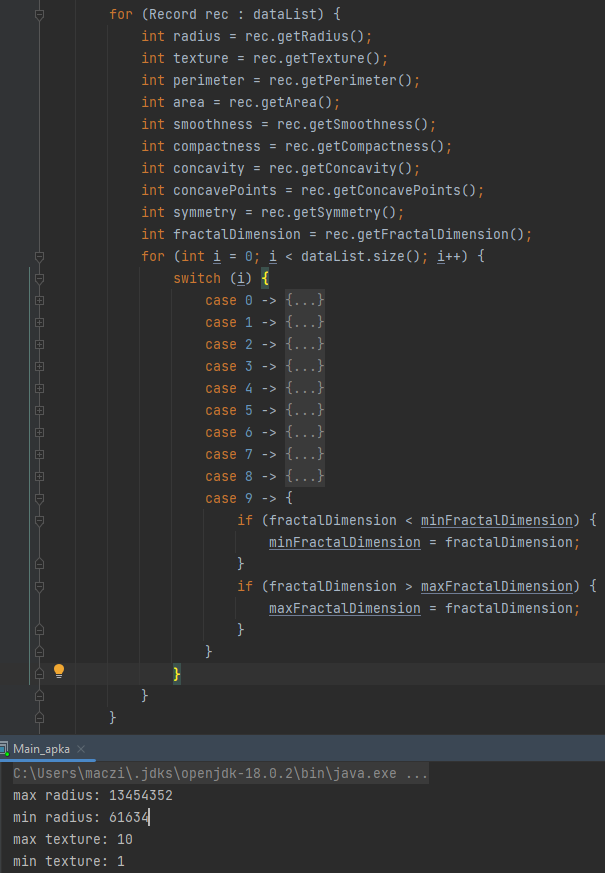 for (Record rec : dataList) {
int radius = rec.getRadius();
int texture = rec.getTexture();
int perimeter = rec.getPerimeter();
int area = rec.getArea();
int smoothness = rec.getSmoothness();
int compactness = rec.getCompactness();
int concavity = rec.getConcavity();
int concavePoints = rec.getConcavePoints();
int symmetry = rec.getSymmetry();
int fractalDimension = rec.getFractalDimension();
for (int i = 0; i < dataList.size(); i++) {
switch (i) {
case 0 -> {...}
case 1 -> {...}
case 2 -> {...}
case 3 -> {...}
case 4 -> {...}
case 5 -> {...}
case 6 -> {...}
case 7 -> {...}
case 8 -> {...}
case 9 -> {
if (fractalDimension < minFractalDimension) {
minFractalDimension = fractalDimension;
}
if (fractalDimension > maxFractalDimension) {
maxFractalDimension = fractalDimension;
}
}
}
}
}
Main_apka ×
C:\Users\maczi\.jdks\openjdk-18.0.2\bin\java.exe ...
max radius: 13454352
min radius: 61634
max texture: 10
min texture: 1